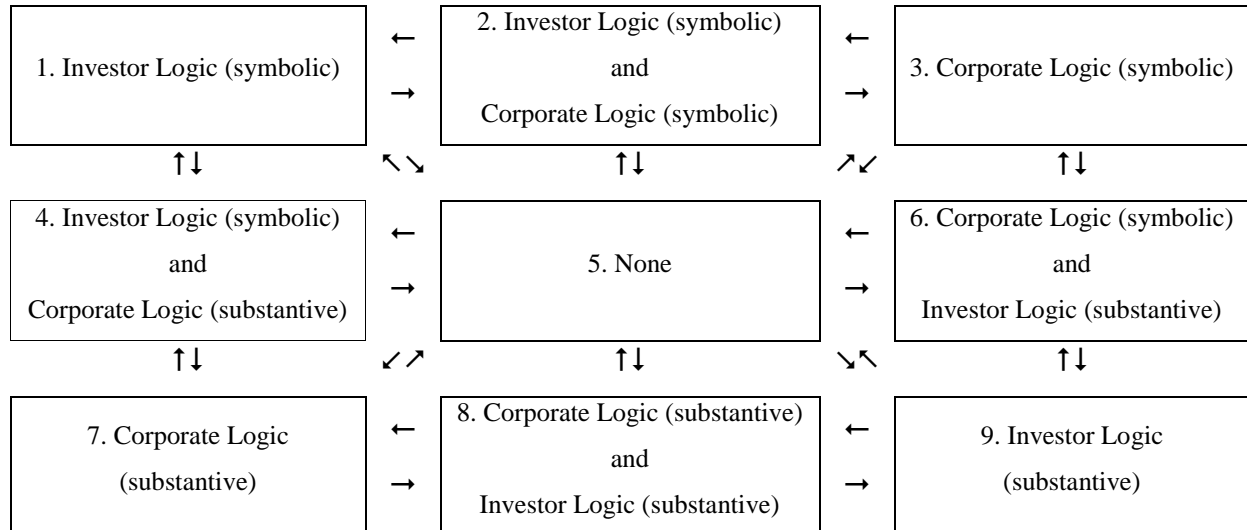 1. Investor Logic (symbolic)
←
→
2. Investor Logic (symbolic)
and
Corporate Logic (symbolic)
←
→
3. Corporate Logic (symbolic)
↑↓ ↖↘ ↑↓ ↗↙ ↑↓
4. Investor Logic (symbolic)
and
Corporate Logic (substantive)
←
→
5. None
←
→
6. Corporate Logic (symbolic)
and
Investor Logic (substantive)
↑↓ ↙↗ ↑↓ ↘↖ ↑↓
7. Corporate Logic
(substantive)
←
→
8. Corporate Logic (substantive)
and
Investor Logic (substantive)
←
→
9. Investor Logic
(substantive)